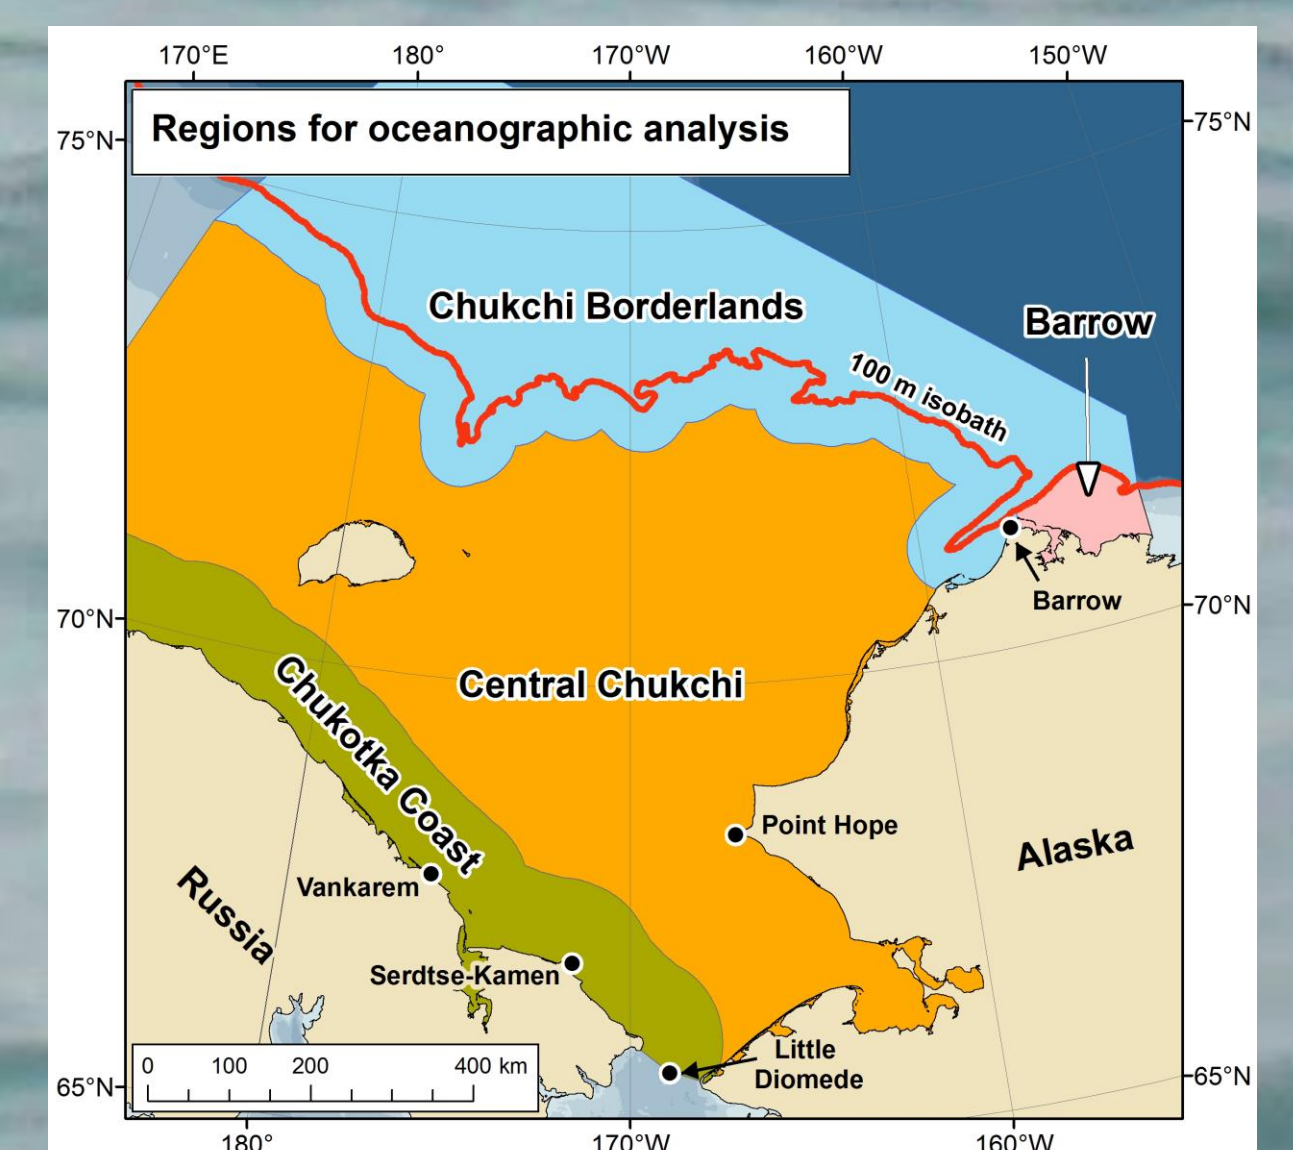 170°E 180° 170°W 160°W 150°W
75°N
75°N
Regions for oceanographic analysis
Chukchi Borderlands
Barrow
100 m isobath
Barrow
70°N
70°N
Central Chukchi
Chukotka Coast
Point Hope
Alaska
Vankarem
Russia
Serdtse-Kamen
Little
Diomede
0 100 200 400 km
65°N
65°N
180° 170°W 160°W